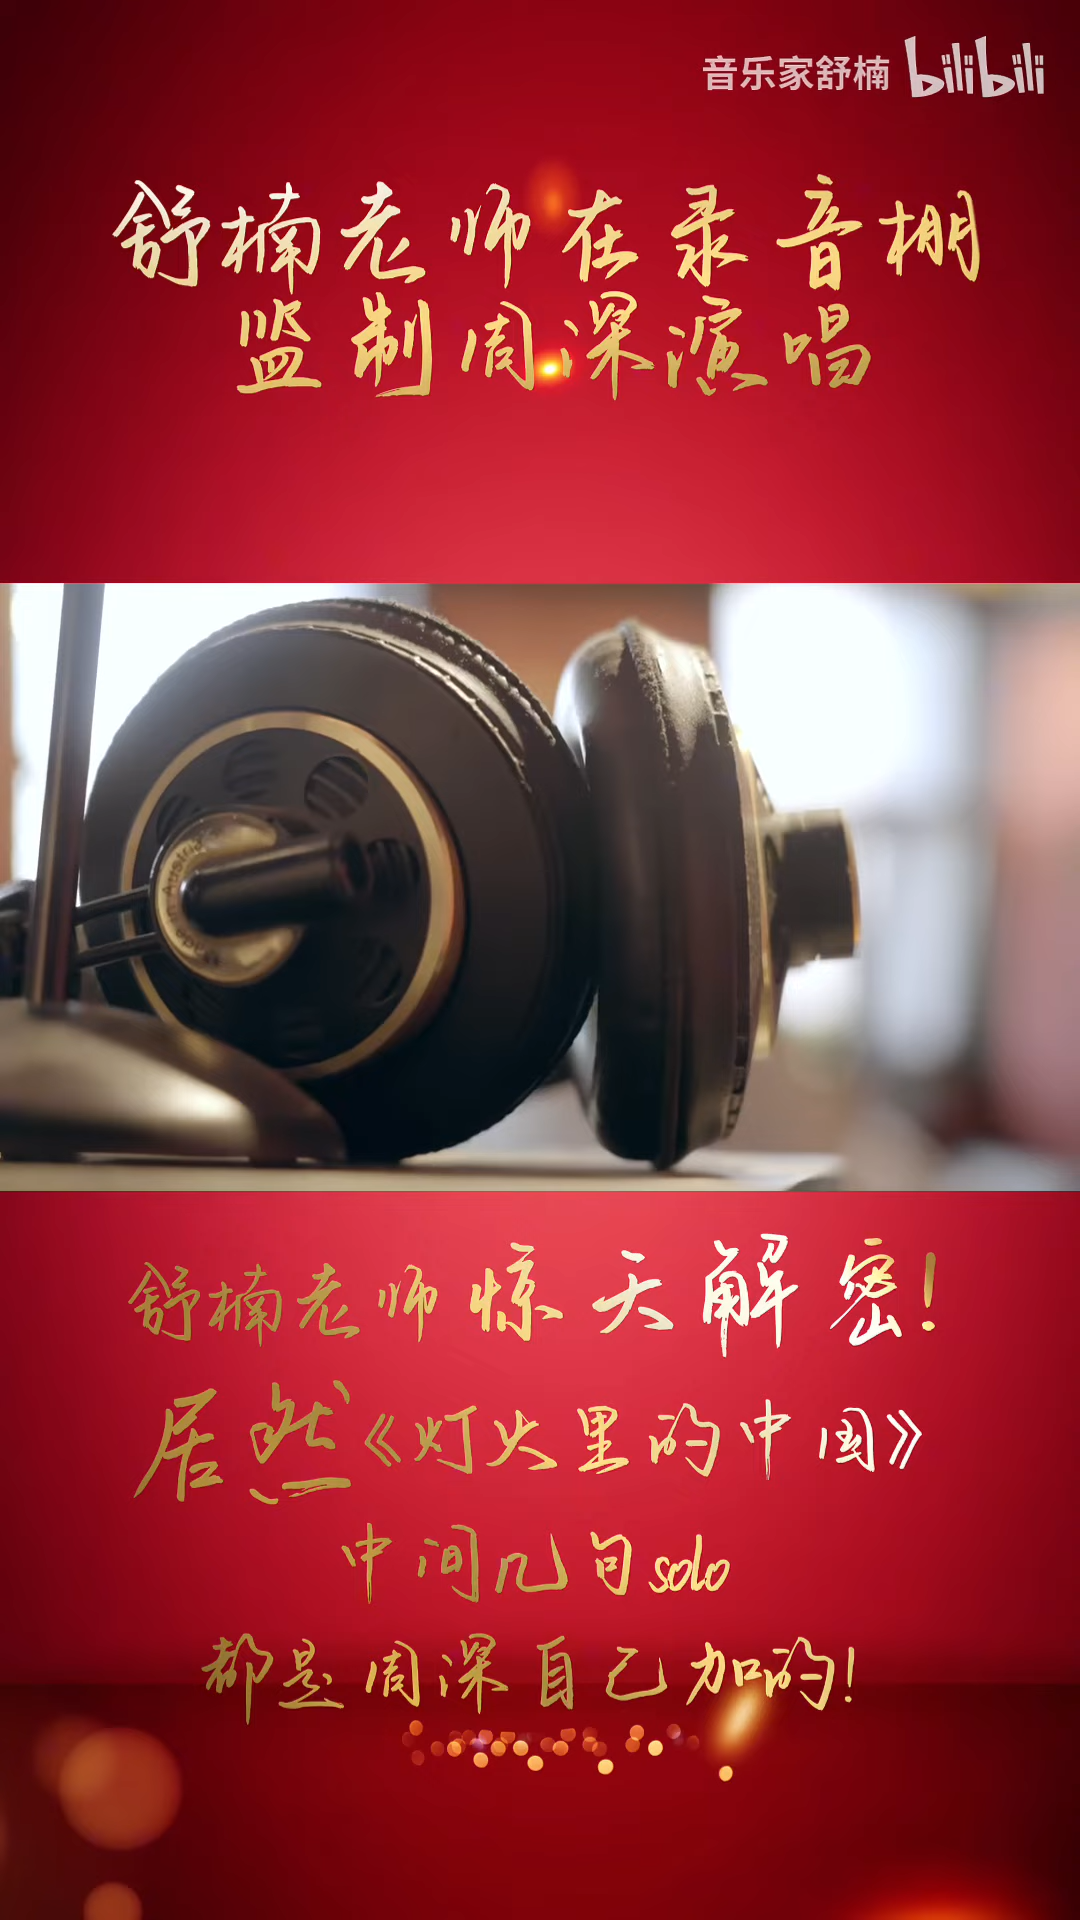 音乐家舒楠 bilibili
舒楠老师在录音棚
监制周深演唱
舒楠老师惊天解密!
居然《灯火里的中国》
中间几句solo
都是周深自己加的!